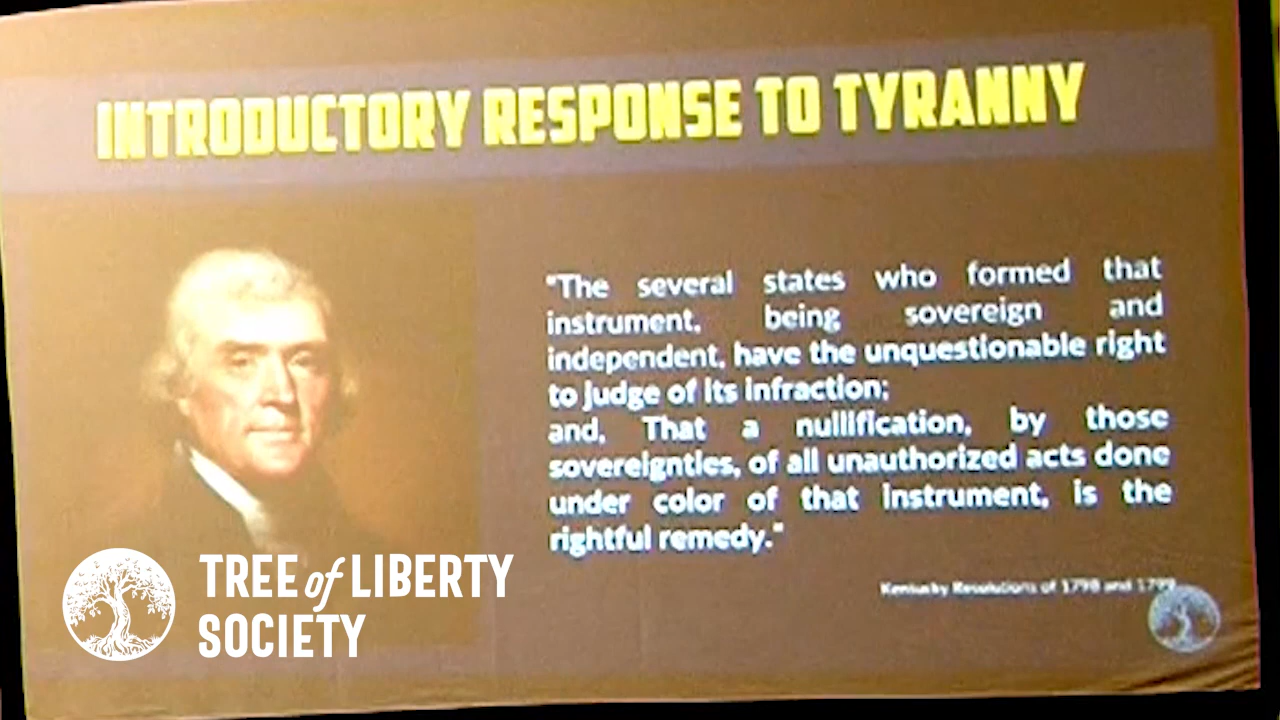 INTRODUCTORY RESPONSE TO TYRANNY
"The several states who formed that
instrument, being sovereign and
independent, have the unquestionable right
to judge of its infraction;
and, That a nullification, by those
sovereignties, of all unauthorized acts done
under color of that instrument, is the
rightful remedy."
Kentucky Resolutions of 1798 and 1799
TREE of LIBERTY
SOCIETY